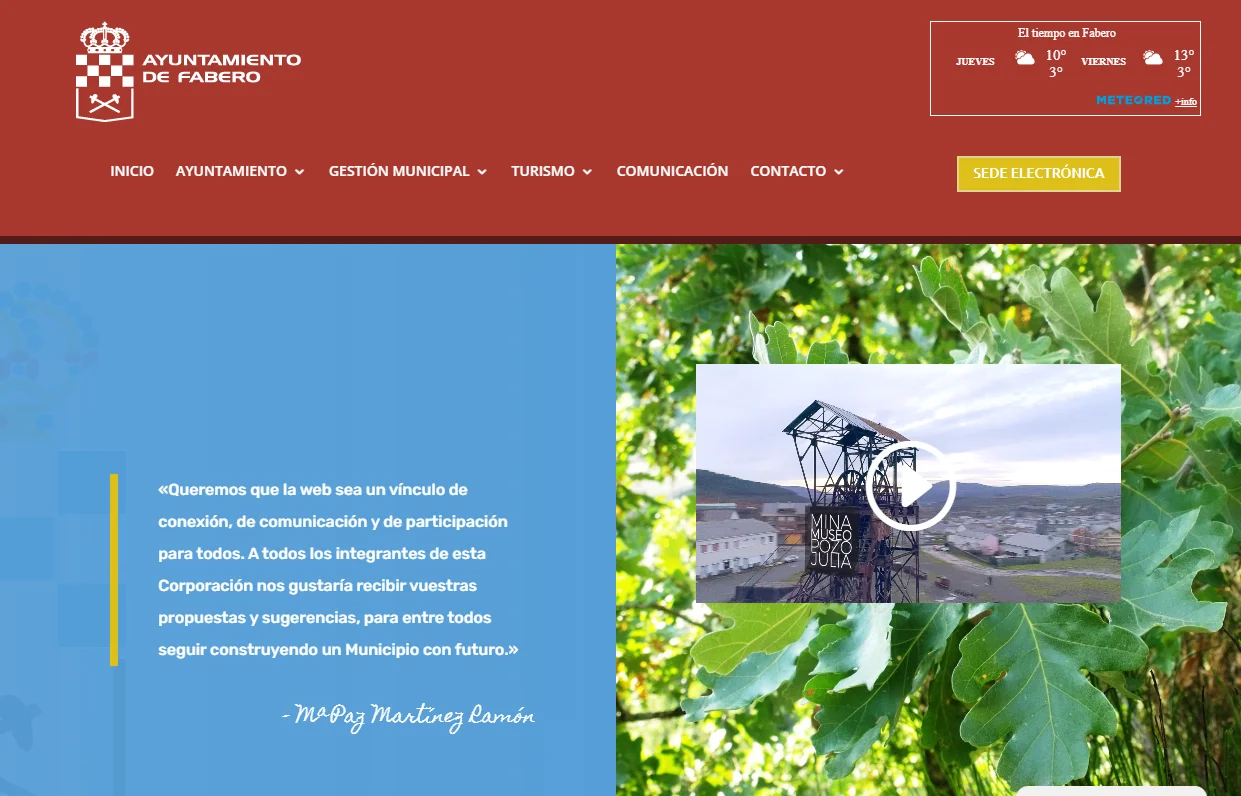 AYUNTAMIENTO
DE FABERO
El tiempo en Fabero
JUEVES 10° 3° VIERNES 13° 3°
METEORED +info
INICIO AYUNTAMIENTO GESTIÓN MUNICIPAL TURISMO COMUNICACIÓN CONTACTO SEDE ELECTRÓNICA
«Queremos que la web sea un vínculo de
conexión, de comunicación y de participación
para todos. A todos los integrantes de esta
Corporación nos gustaría recibir vuestras
propuestas y sugerencias, para entre todos
seguir construyendo un Municipio con futuro.»
- Mª Paz Martínez Ramón
MINA
MUSEO
POZO
JULIA